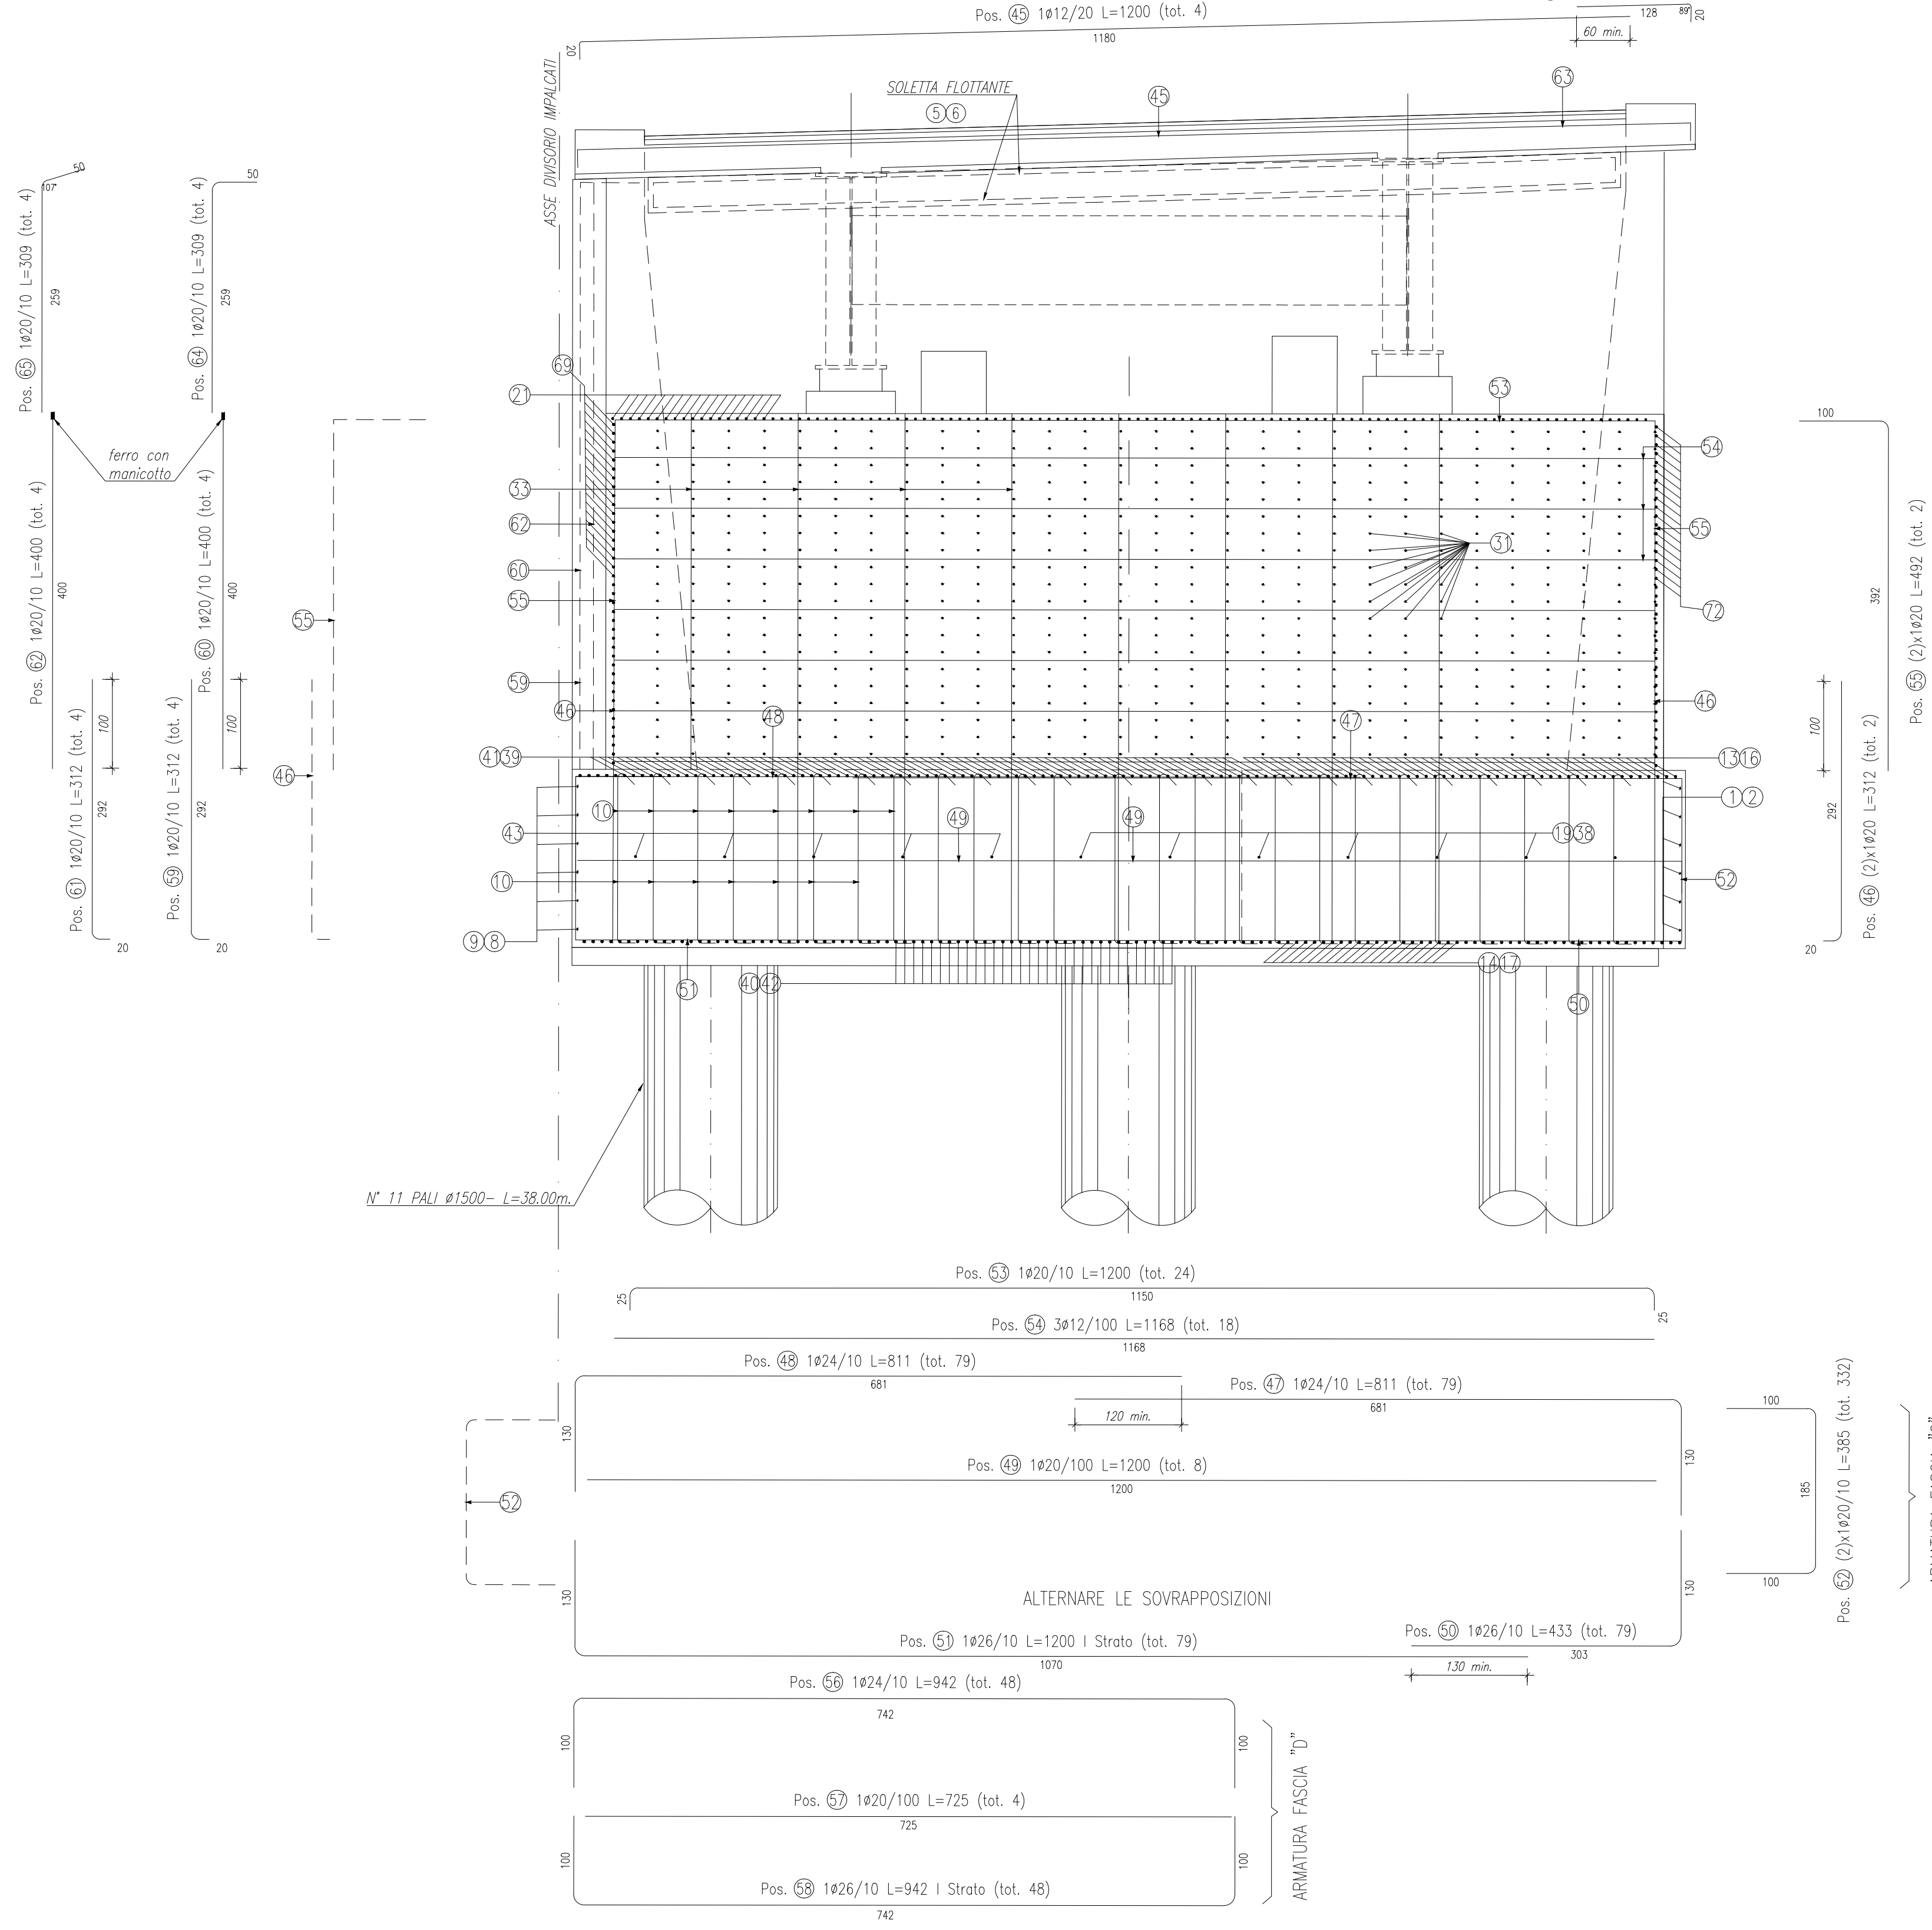 Pos. 45 1ø12/20 L=1200 (tot. 4)
1180
20
128
89°
20
60 min.
ASSE DIVISORIO IMPALCATI
SOLETTA FLOTTANTE
5 6
45
63
Pos. 65 1ø20/10 L=309 (tot. 4)
107°
50
259
Pos. 64 1ø20/10 L=309 (tot. 4)
50
259
ferro con
manicotto
Pos. 62 1ø20/10 L=400 (tot. 4)
400
Pos. 60 1ø20/10 L=400 (tot. 4)
400
Pos. 61 1ø20/10 L=312 (tot. 4)
292
100
20
Pos. 59 1ø20/10 L=312 (tot. 4)
292
100
20
55
46
69
21
33
62
60
55
59
46
41 39
48
47
53
54
55
31
72
46
13 16
1 2
10
43
49
49
19 38
10
52
9 8
51
40 42
14 17
50
100
392
Pos. 55 (2)x1ø20 L=492 (tot. 2)
100
292
20
Pos. 46 (2)x1ø20 L=312 (tot. 2)
N° 11 PALI ø1500- L=38.00m.
Pos. 53 1ø20/10 L=1200 (tot. 24)
25
1150
25
Pos. 54 3ø12/100 L=1168 (tot. 18)
1168
Pos. 48 1ø24/10 L=811 (tot. 79)
681
130
Pos. 47 1ø24/10 L=811 (tot. 79)
681
130
120 min.
Pos. 49 1ø20/100 L=1200 (tot. 8)
1200
52
100
185
100
Pos. 52 (2)x1ø20/10 L=385 (tot. 332)
130
130
ALTERNARE LE SOVRAPPOSIZIONI
Pos. 51 1ø26/10 L=1200 I Strato (tot. 79)
1070
Pos. 50 1ø26/10 L=433 (tot. 79)
303
130 min.
Pos. 56 1ø24/10 L=942 (tot. 48)
742
100
100
Pos. 57 1ø20/100 L=725 (tot. 4)
725
100
100
Pos. 58 1ø26/10 L=942 I Strato (tot. 48)
742
ARMATURA FASCIA "D"